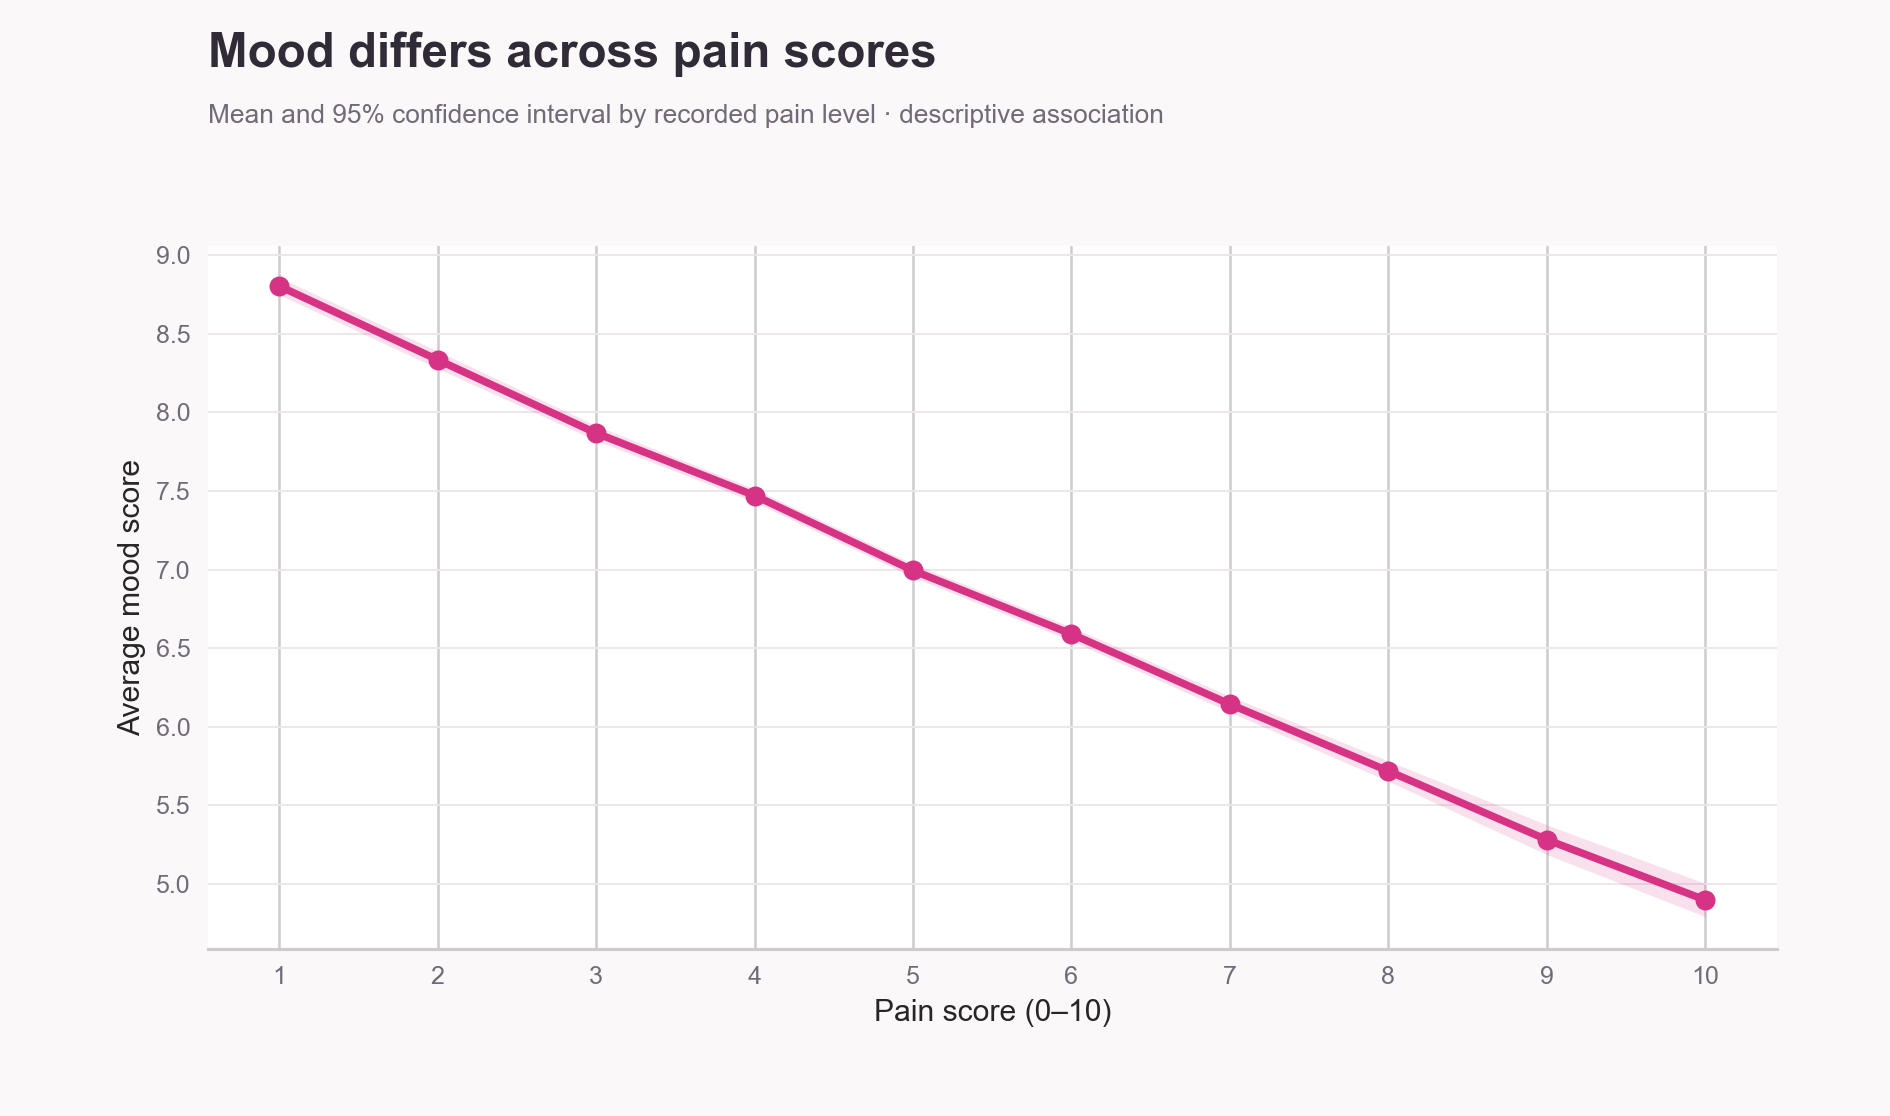 Mood differs across pain scores
Mean and 95% confidence interval by recorded pain level · descriptive association
9.0
8.5
8.0
7.5
7.0
6.5
6.0
5.5
5.0
Average mood score
1 2 3 4 5 6 7 8 9 10
Pain score (0–10)